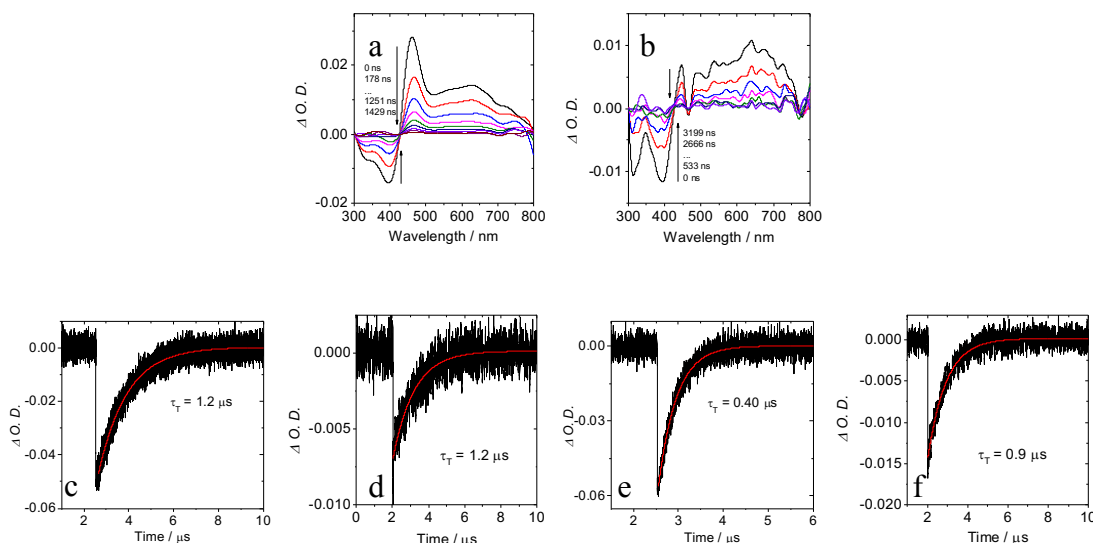 a
0 ns
178 ns
...
1251 ns
1429 ns
0.02
0.00
-0.02
Δ O. D.
300 400 500 600 700 800
Wavelength / nm
b
3199 ns
2666 ns
...
533 ns
0 ns
0.01
0.00
-0.01
Δ O. D.
300 400 500 600 700 800
Wavelength / nm
c
τT = 1.2 μs
0.00
-0.02
-0.04
-0.06
Δ O. D.
2 4 6 8 10
Time / μs
d
τT = 1.2 μs
0.000
-0.005
-0.010
Δ O. D.
0 2 4 6 8 10
Time / μs
e
τT = 0.40 μs
0.00
-0.03
-0.06
Δ O. D.
2 3 4 5 6
Time / μs
f
τT = 0.9 μs
0.000
-0.005
-0.010
-0.015
-0.020
Δ O. D.
0 2 4 6 8 10
Time / μs